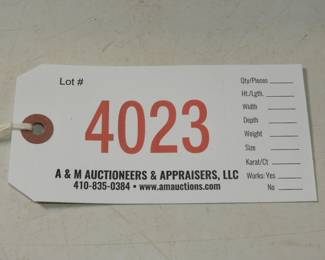 Lot #
4023
A & M AUCTIONEERS & APPRAISERS, LLC
410-835-0384 • www.amauctions.com
Qty/Pieces
Ht./Lgth.
Width
Depth
Weight
Size
Karat/Ct
Works: Yes
No